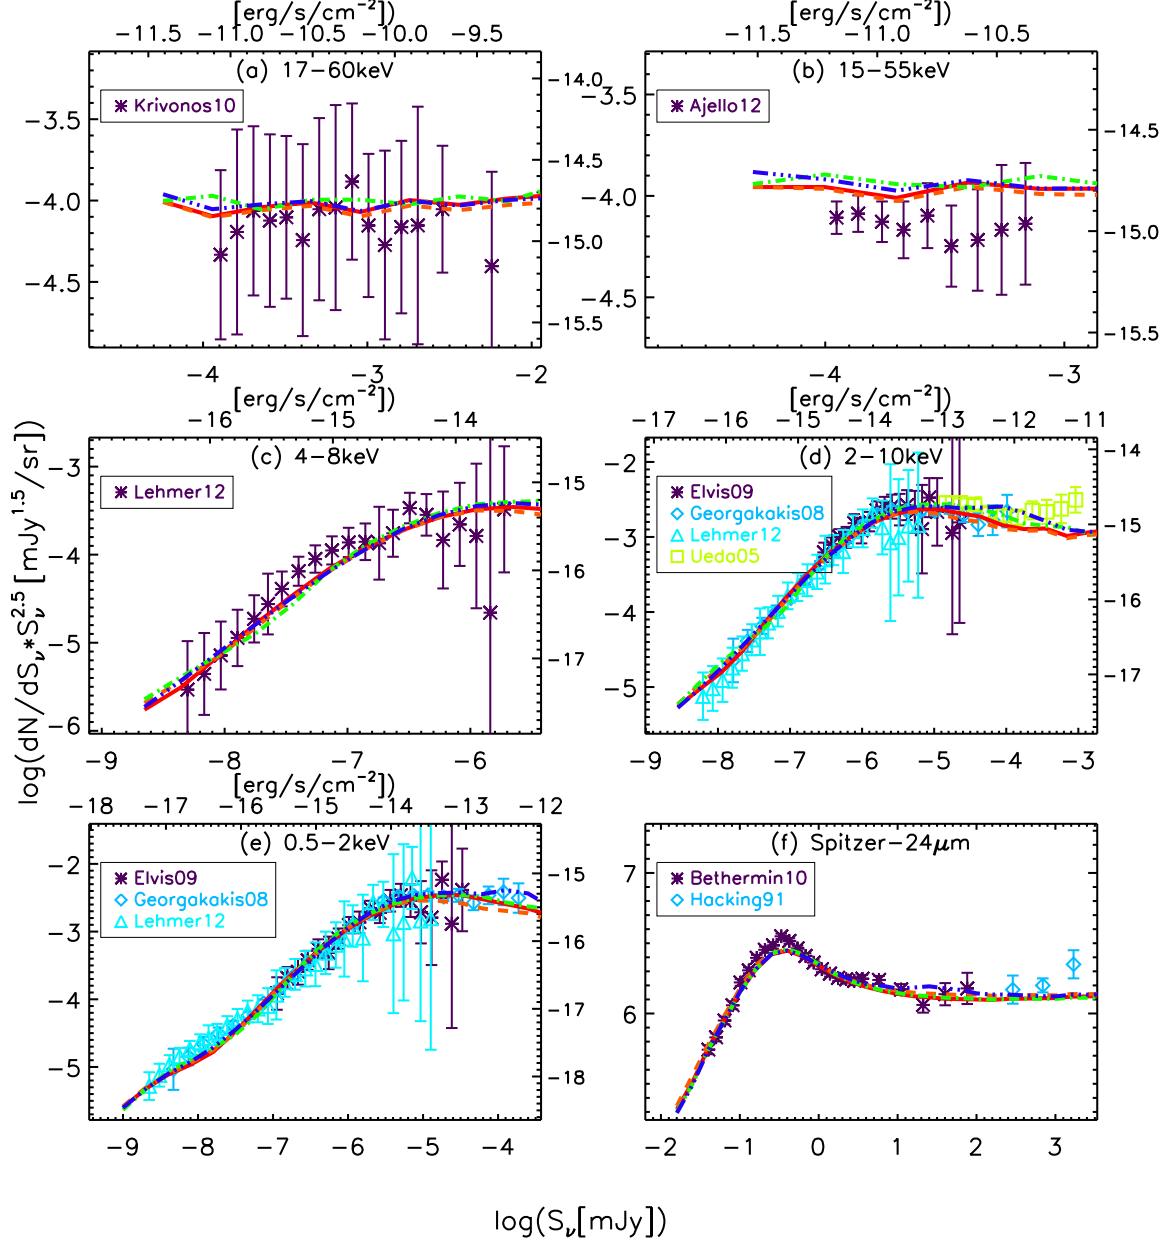 [erg/s/cm⁻²]
[erg/s/cm⁻²]
−11.5 −11.0 −10.5 −10.0 −9.5
−11.5 −11.0 −10.5
(a) 17−60keV
(b) 15−55keV
Krivonos10
Ajello12
−3.5
−4.0
−4.5
−14.0
−14.5
−15.0
−15.5
−3.5
−4.0
−4.5
−14.5
−15.0
−15.5
−4 −3 −2
−4 −3
[erg/s/cm⁻²]
[erg/s/cm⁻²]
−16 −15 −14
−17 −16 −15 −14 −13 −12 −11
(c) 4−8keV
(d) 2−10keV
Lehmer12
Elvis09
Georgakakis08
Lehmer12
Ueda05
−3
−4
−5
−6
−15
−16
−17
−2
−3
−4
−5
−14
−15
−16
−17
−9 −8 −7 −6
−9 −8 −7 −6 −5 −4 −3
log(dN/dSν*Sν^2.5 [mJy^1.5/sr])
[erg/s/cm⁻²]
−18 −17 −16 −15 −14 −13 −12
(e) 0.5−2keV
(f) Spitzer−24μm
Elvis09
Georgakakis08
Lehmer12
Bethermin10
Hacking91
−2
−3
−4
−5
−15
−16
−17
−18
7
6
−9 −8 −7 −6 −5 −4
−2 −1 0 1 2 3
log(Sν[mJy])